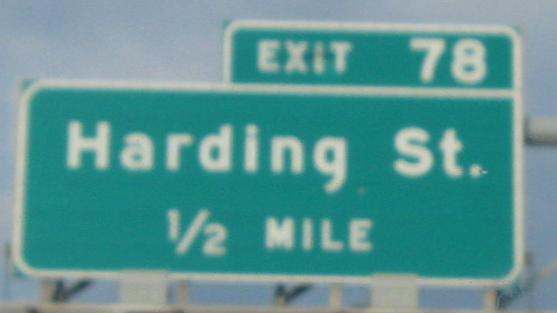 EXIT 78
Harding St.
1/2 MILE